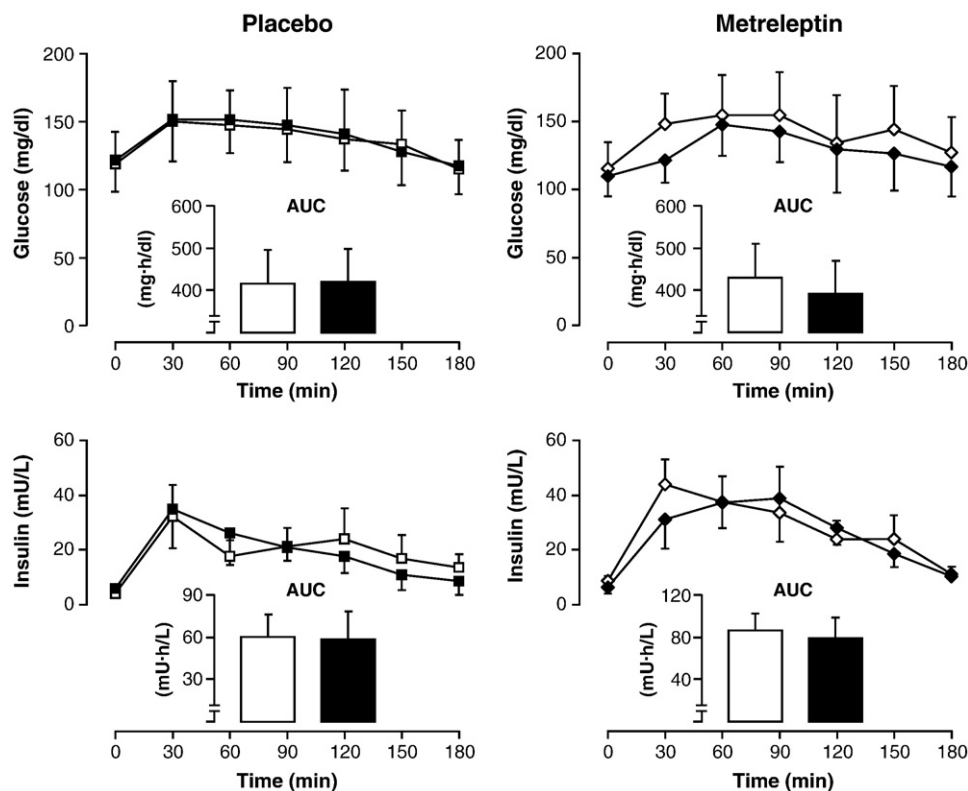 Placebo
Metreleptin
Glucose (mg/dl)
200
150
100
50
0
AUC
(mg·h/dl)
600
500
400
0 30 60 90 120 150 180
Time (min)
Glucose (mg/dl)
200
150
100
50
0
AUC
(mg·h/dl)
600
500
400
0 30 60 90 120 150 180
Time (min)
Insulin (mU/L)
60
40
20
0
AUC
(mU·h/L)
90
60
30
0 30 60 90 120 150 180
Time (min)
Insulin (mU/L)
60
40
20
0
AUC
(mU·h/L)
120
80
40
0 30 60 90 120 150 180
Time (min)